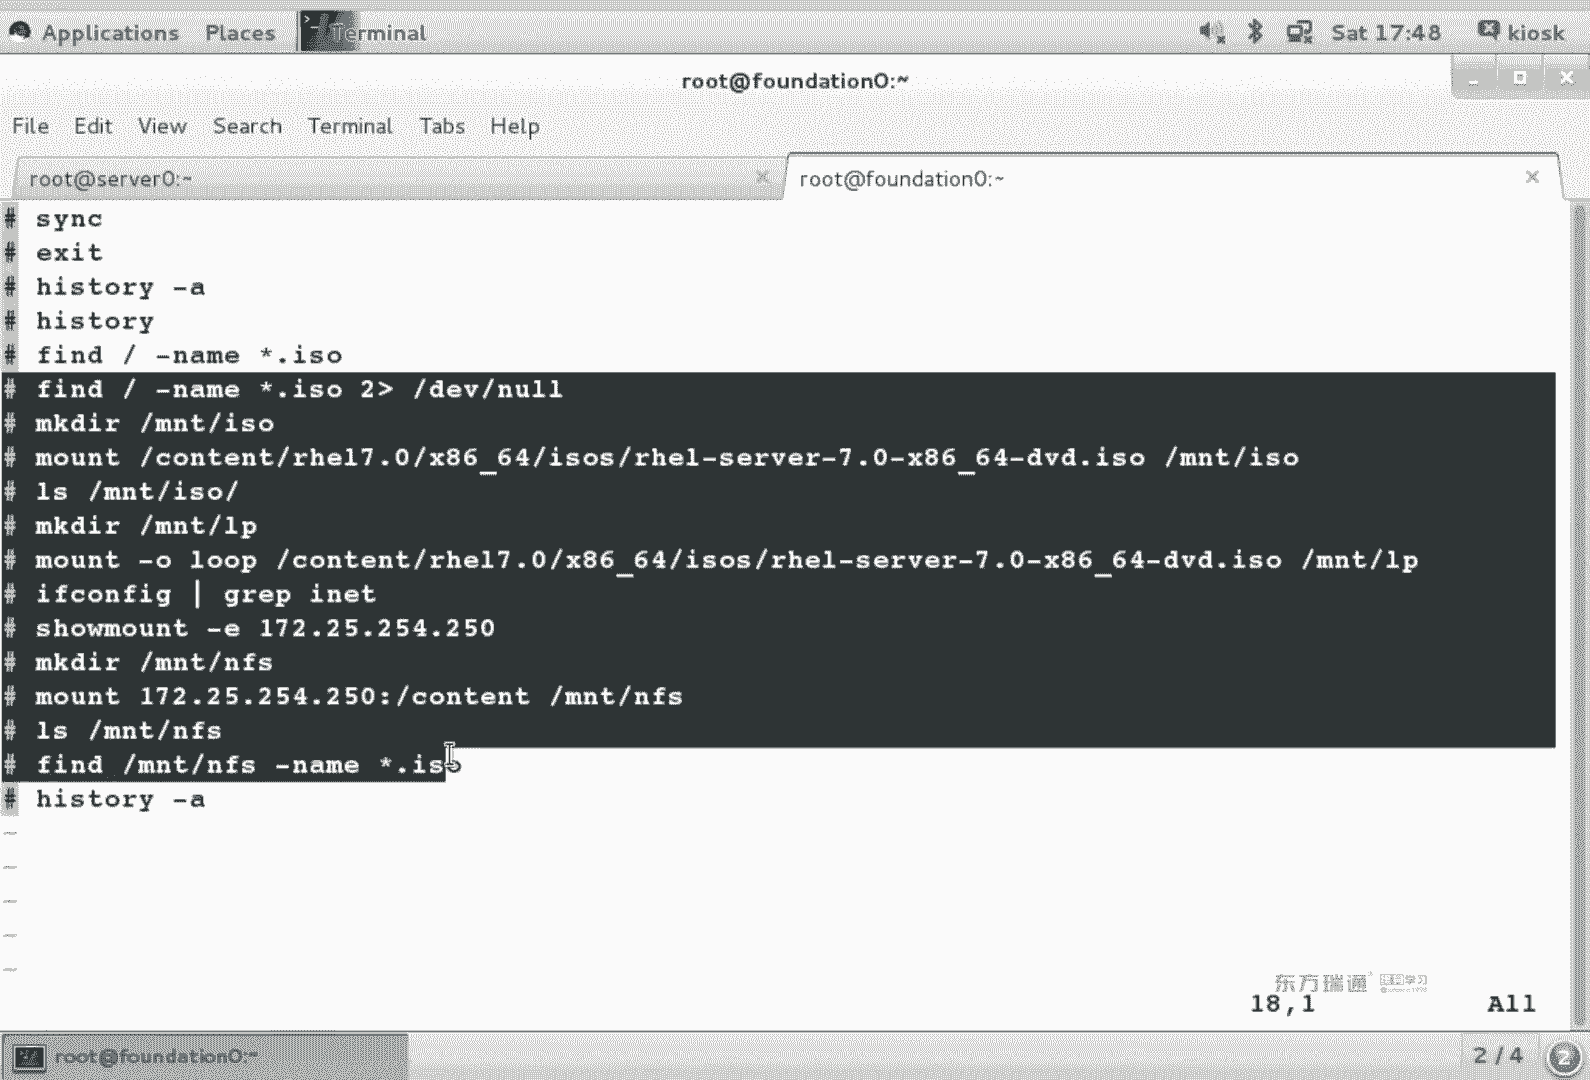 Applications Places Terminal Sat 17:48 kiosk
root@foundation0:~
File Edit View Search Terminal Tabs Help
root@server0:~ root@foundation0:~
# sync
# exit
# history -a
# history
# find / -name *.iso
# find / -name *.iso 2> /dev/null
# mkdir /mnt/iso
# mount /content/rhel7.0/x86_64/isos/rhel-server-7.0-x86_64-dvd.iso /mnt/iso
# ls /mnt/iso/
# mkdir /mnt/lp
# mount -o loop /content/rhel7.0/x86_64/isos/rhel-server-7.0-x86_64-dvd.iso /mnt/lp
# ifconfig | grep inet
# showmount -e 172.25.254.250
# mkdir /mnt/nfs
# mount 172.25.254.250:/content /mnt/nfs
# ls /mnt/nfs
# find /mnt/nfs -name *.iso
# history -a
~
~
~
~
~
东方瑞通
18,1 All
root@foundation0:~ 2 / 4 2